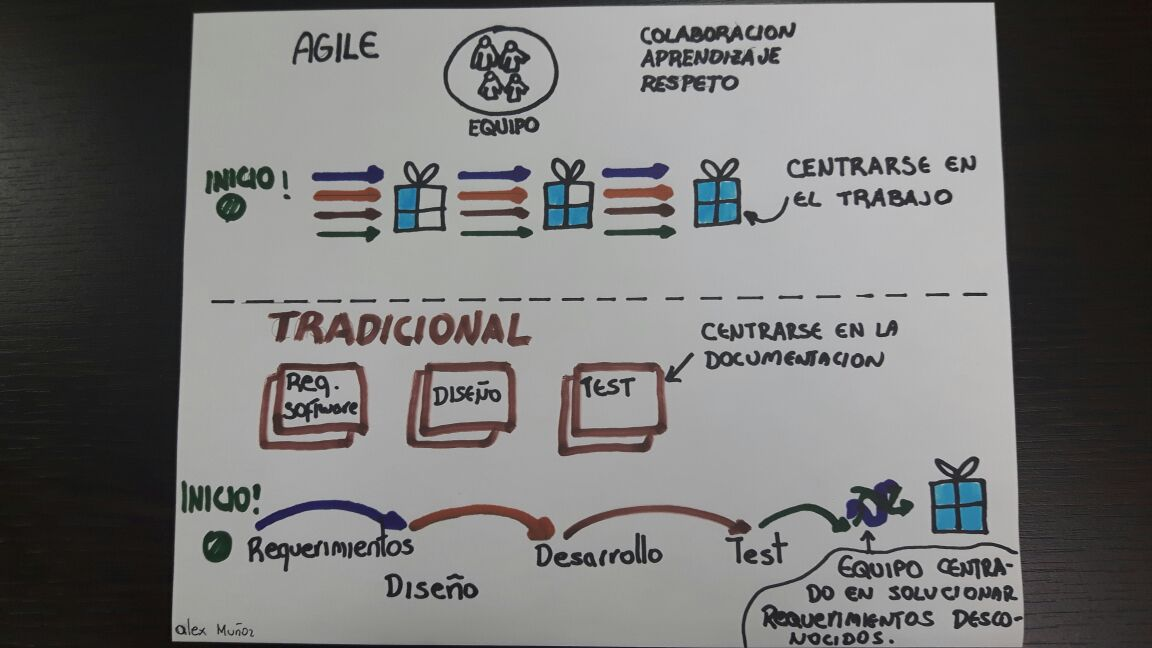 AGILE
COLABORACION
APRENDIZAJE
RESPETO
EQUIPO
INICIO!
CENTRARSE EN
EL TRABAJO
TRADICIONAL
CENTRARSE EN LA
DOCUMENTACION
Req.
software
DISEÑO
TEST
INICIO!
Requerimientos
Diseño
Desarrollo
Test
EQUIPO CENTRA-
DO EN SOLUCIONAR
REQUERIMIENTOS DESCO-
NOCIDOS.
alex Muñoz